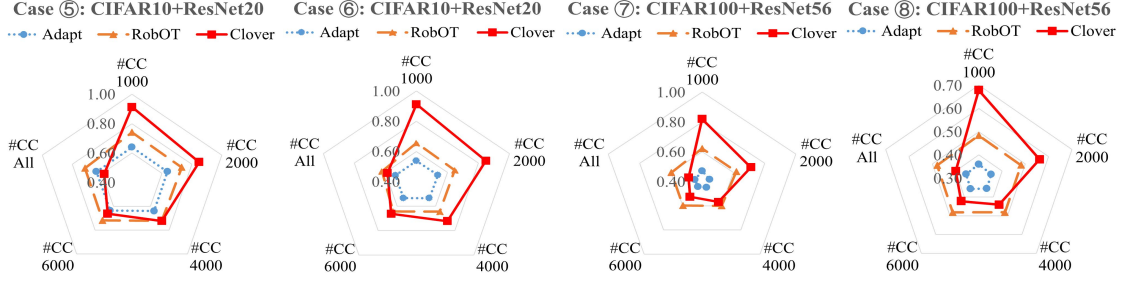 Case ⑤: CIFAR10+ResNet20
Adapt RobOT Clover
#CC
1000
1.00
0.80
0.60
0.40
#CC
2000
#CC
4000
#CC
6000
#CC
All
Case ⑥: CIFAR10+ResNet20
Adapt RobOT Clover
#CC
1000
1.00
0.80
0.60
0.40
#CC
2000
#CC
4000
#CC
6000
#CC
All
Case ⑦: CIFAR100+ResNet56
Adapt RobOT Clover
#CC
1000
1.00
0.80
0.60
0.40
#CC
2000
#CC
4000
#CC
6000
#CC
All
Case ⑧: CIFAR100+ResNet56
Adapt RobOT Clover
#CC
1000
0.70
0.60
0.50
0.40
0.30
#CC
2000
#CC
4000
#CC
6000
#CC
All